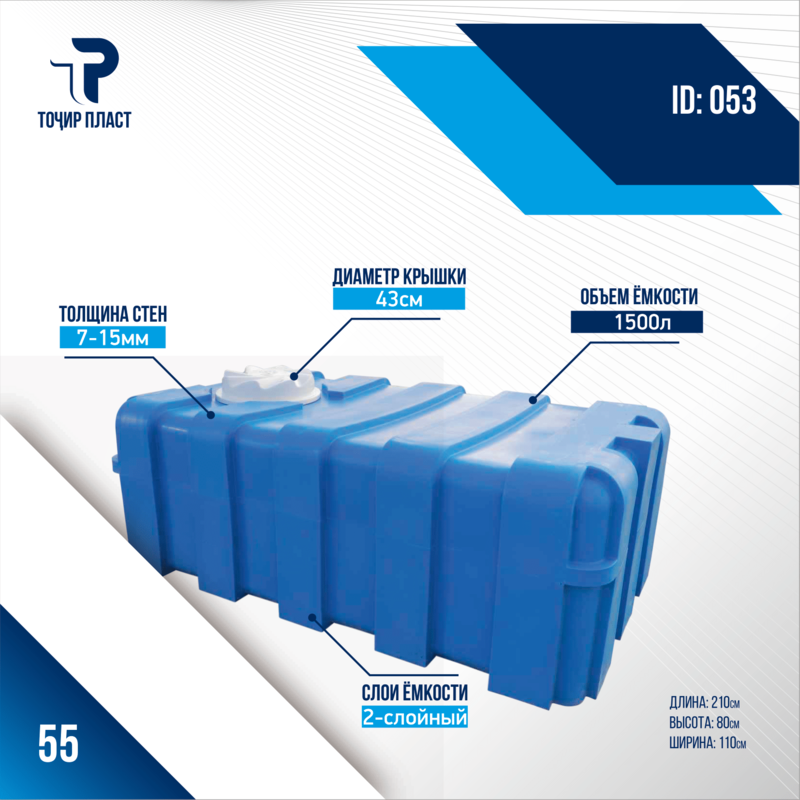 ТОҶИР ПЛАСТ
ID: 053
ДИАМЕТР КРЫШКИ
43см
ОБЪЕМ ЁМКОСТИ
1500л
ТОЛЩИНА СТЕН
7-15мм
СЛОИ ЁМКОСТИ
2-слойный
ДЛИНА: 210СМ
ВЫСОТА: 80СМ
ШИРИНА: 110СМ
55